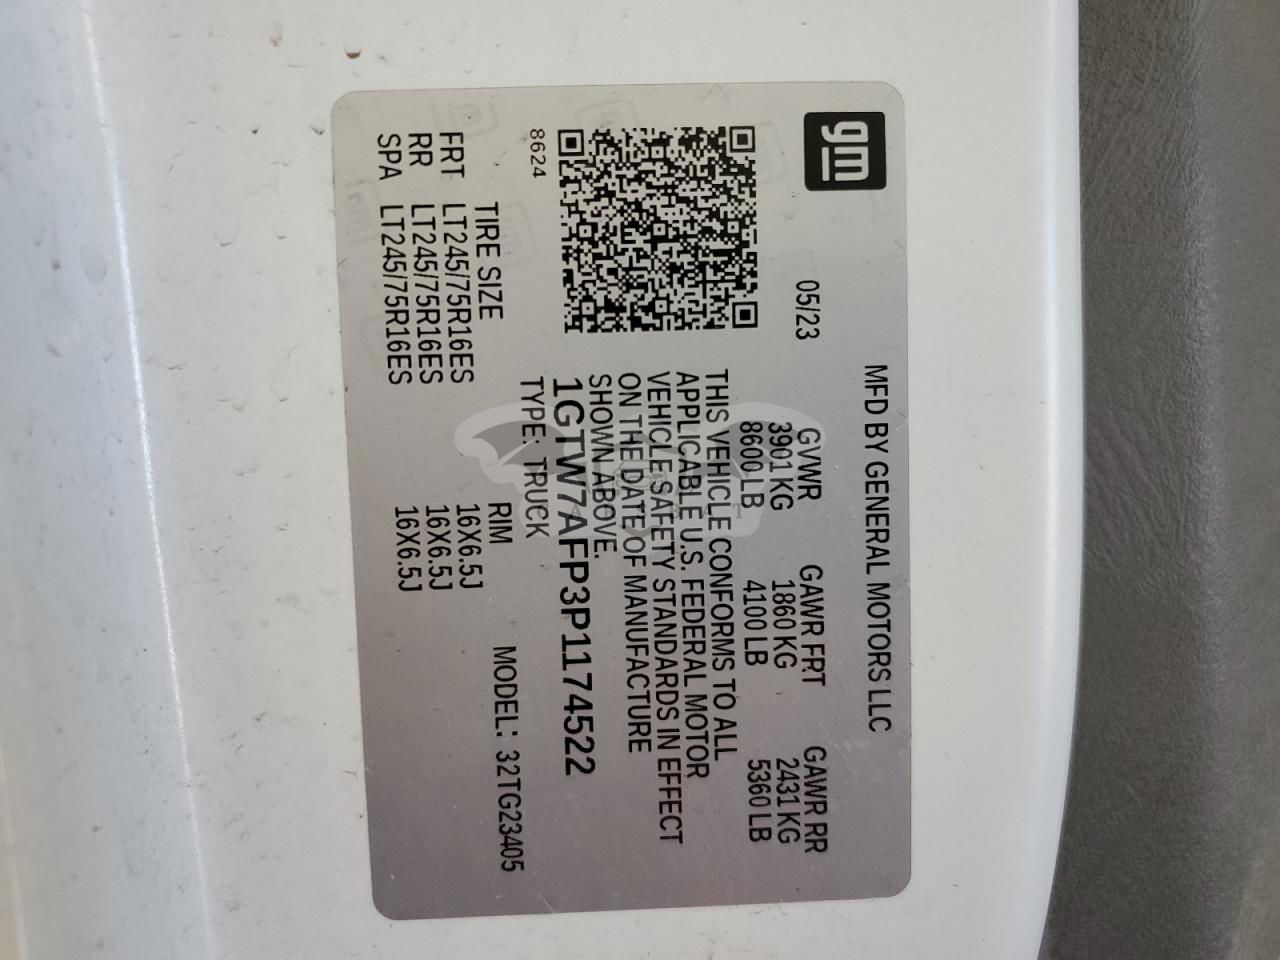 gm
MFD BY GENERAL MOTORS LLC
05/23
GVWR GAWR FRT GAWR RR
3901 KG 1860 KG 2431 KG
8600 LB 4100 LB 5360 LB
THIS VEHICLE CONFORMS TO ALL
APPLICABLE U.S. FEDERAL MOTOR
VEHICLE SAFETY STANDARDS IN EFFECT
ON THE DATE OF MANUFACTURE
SHOWN ABOVE.
1GTW7AFP3P1174522
8624
TYPE: TRUCK MODEL: 32TG23405
TIRE SIZE RIM
FRT LT245/75R16ES 16X6.5J
RR LT245/75R16ES 16X6.5J
SPA LT245/75R16ES 16X6.5J